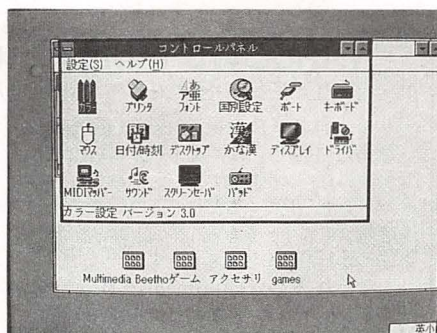 コントロールパネル
設定(S) ヘルプ(H)
カラー プリンタ フォント 国別設定 ポート キーボード
マウス 日付/時刻 デスクトップ かな漢 ディスプレイ ドライバ
MIDIマッパー サウンド スクリーンセーバ パッド
カラー設定 バージョン 3.0
Multimedia Beetho ゲーム アクセサリ games
英小